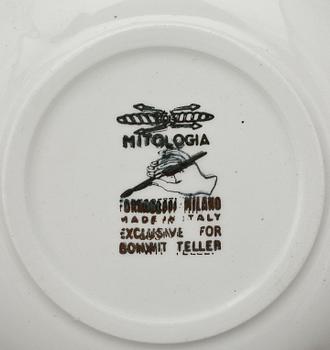 MITOLOGIA
FORNASETTI MILANO
MADE IN ITALY
EXCLUSIVE FOR
BONWIT TELLER